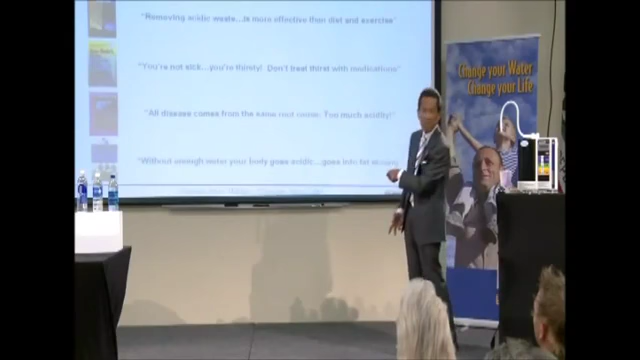 "Removing acidic waste...is more effective than diet and exercise"
"You're not sick...you're thirsty! Don't treat thirst with medications"
"All disease comes from the same root cause. Too much acidity!"
"Without enough water your body goes acidic...goes into fat storing
Change your Water
Change your Life